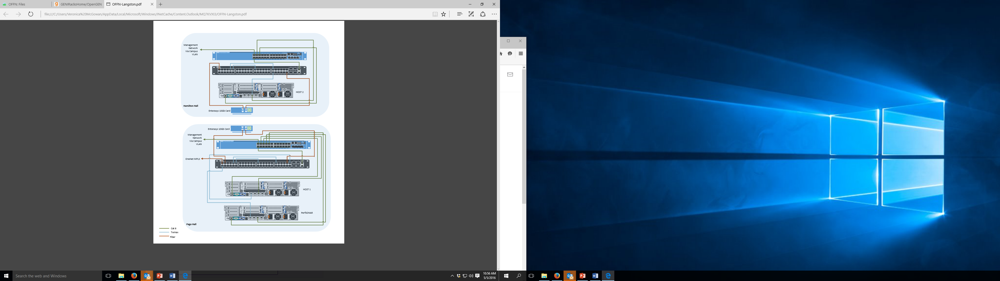 OFFN: Files
GENIRacksHome/OpenGEN
OFFN-Langston.pdf
file:///C:/Users/Veronica%20McGowan/AppData/Local/Microsoft/Windows/INetCache/Content.Outlook/MQ7KVXI3/OFFN-Langston.pdf
Management
Network
Via Campus
VLAN
HOST 2
Hamilton Hall
Enterasys 10Gb Card
Enterasys 10Gb Card
Management
Network
Via Campus
VLAN
OneNet MPLS
HOST 1
PerfSONAR
Page Hall
Cat 6
Twinax
Fiber
Search the web and Windows
10:56 AM
5/5/2016